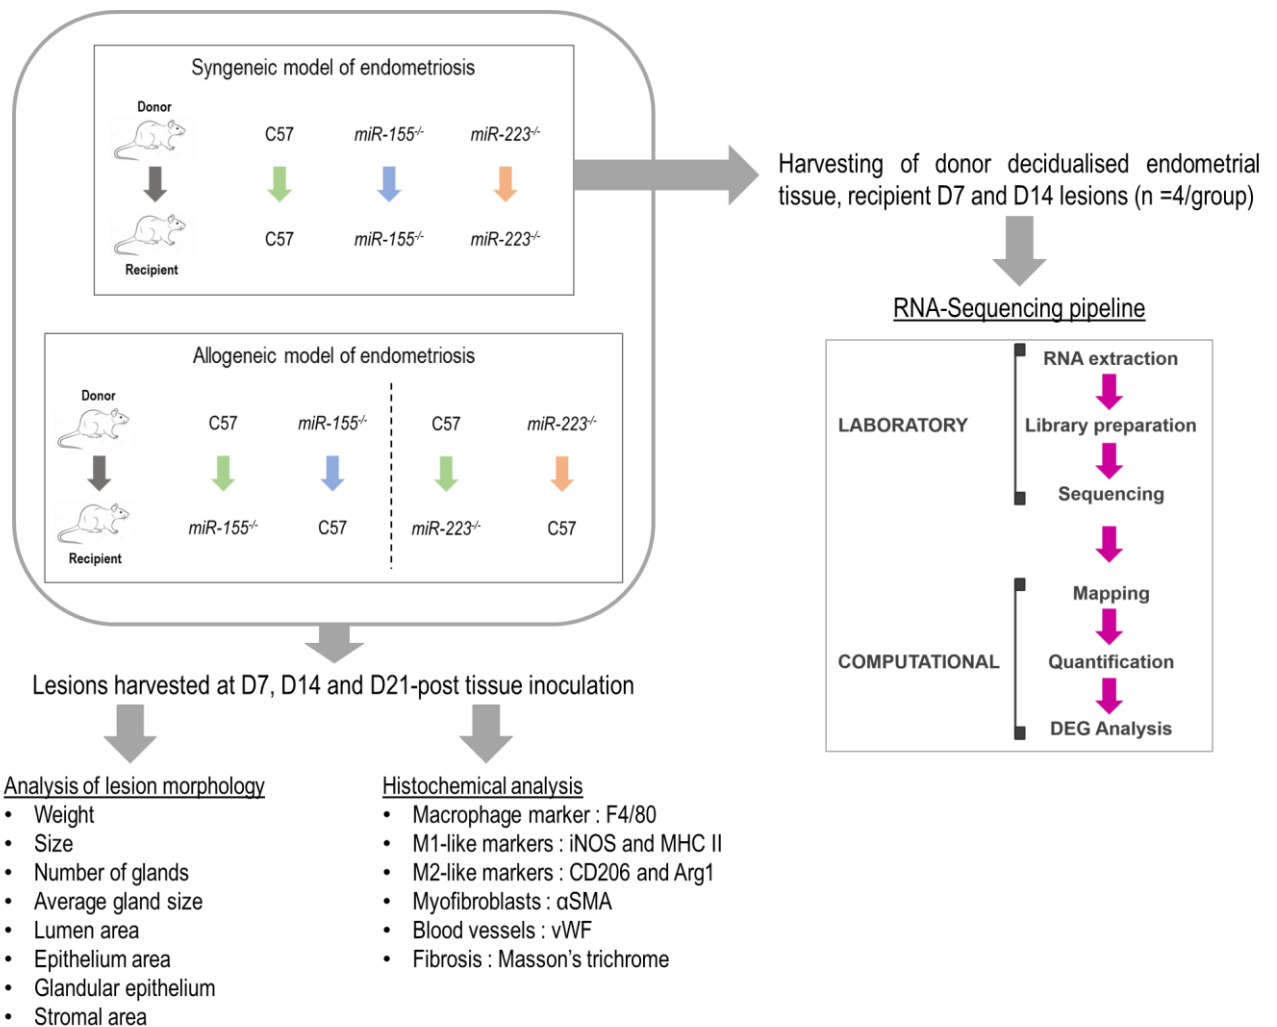 Syngeneic model of endometriosis
Donor
C57 miR-155-/- miR-223-/-
C57 miR-155-/- miR-223-/-
Recipient
Allogeneic model of endometriosis
Donor
C57 miR-155-/- C57 miR-223-/-
miR-155-/- C57 miR-223-/- C57
Recipient
Harvesting of donor decidualised endometrial
tissue, recipient D7 and D14 lesions (n =4/group)
RNA-Sequencing pipeline
LABORATORY
RNA extraction
Library preparation
Sequencing
COMPUTATIONAL
Mapping
Quantification
DEG Analysis
Lesions harvested at D7, D14 and D21-post tissue inoculation
Analysis of lesion morphology
• Weight
• Size
• Number of glands
• Average gland size
• Lumen area
• Epithelium area
• Glandular epithelium
• Stromal area
Histochemical analysis
• Macrophage marker : F4/80
• M1-like markers : iNOS and MHC II
• M2-like markers : CD206 and Arg1
• Myofibroblasts : αSMA
• Blood vessels : vWF
• Fibrosis : Masson's trichrome